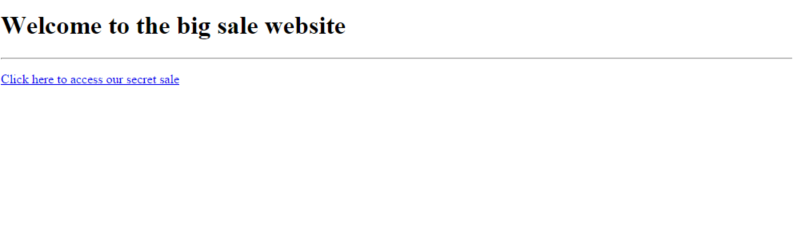 Welcome to the big sale website
Click here to access our secret sale